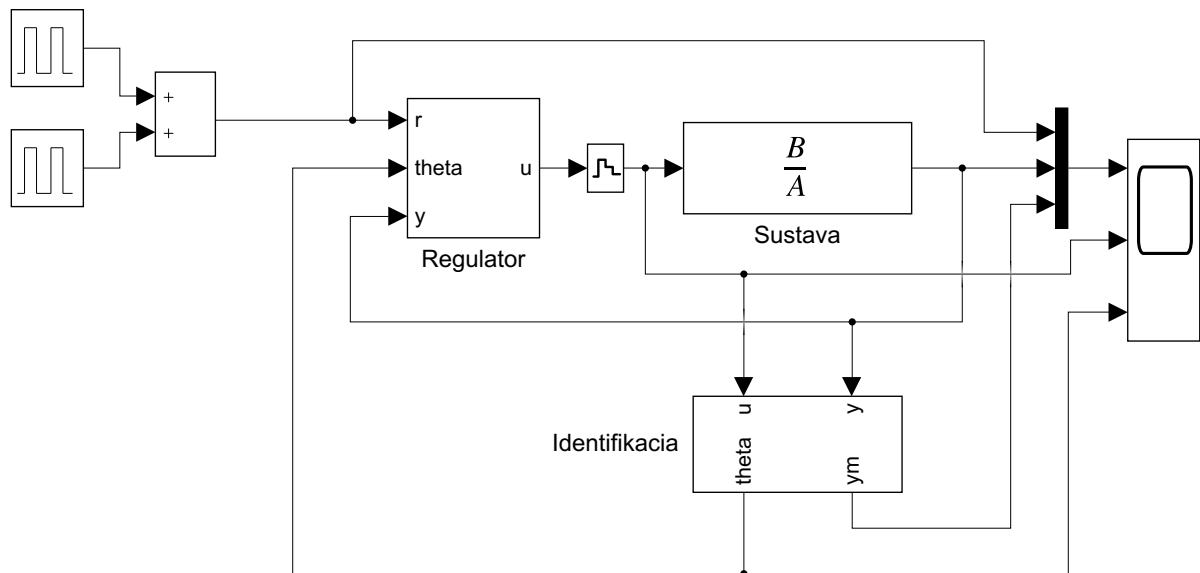 +
+
r
theta
y
u
Regulator
B
A
Sustava
Identifikacia
u
y
theta
ym